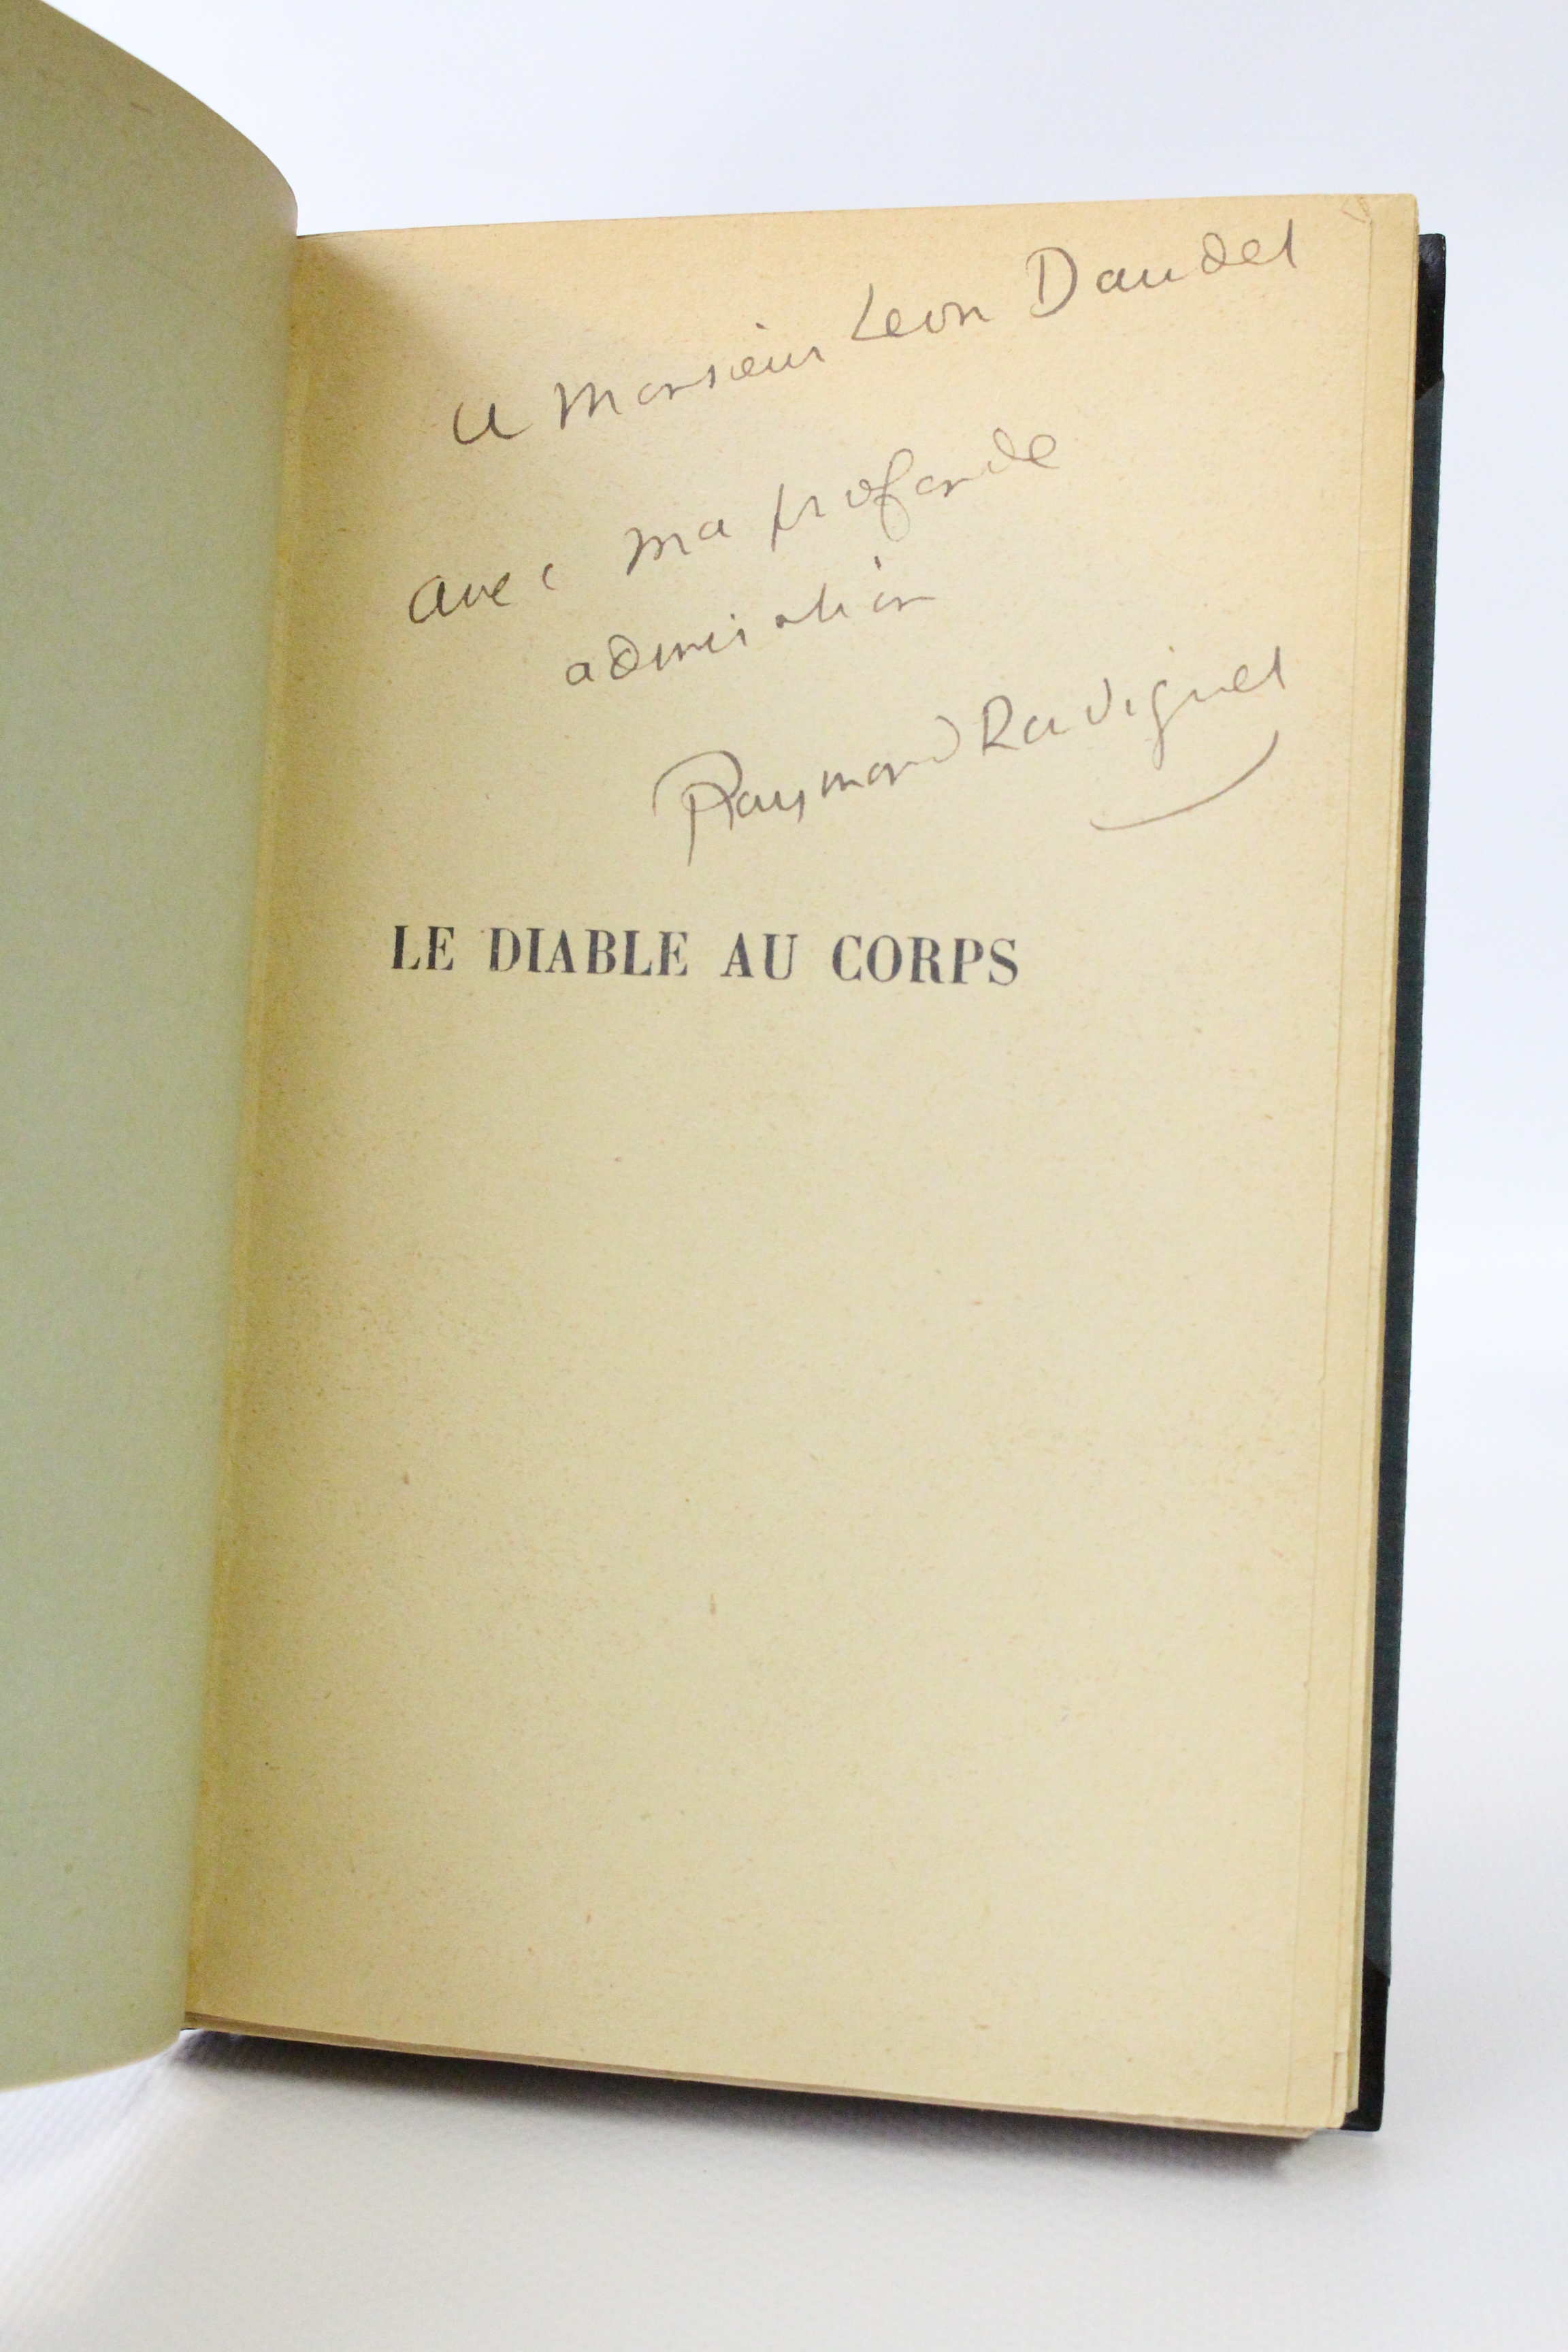 a Monsieur Leon Daudet
avec ma profonde
admiration
Raymond Radiguet
LE DIABLE AU CORPS